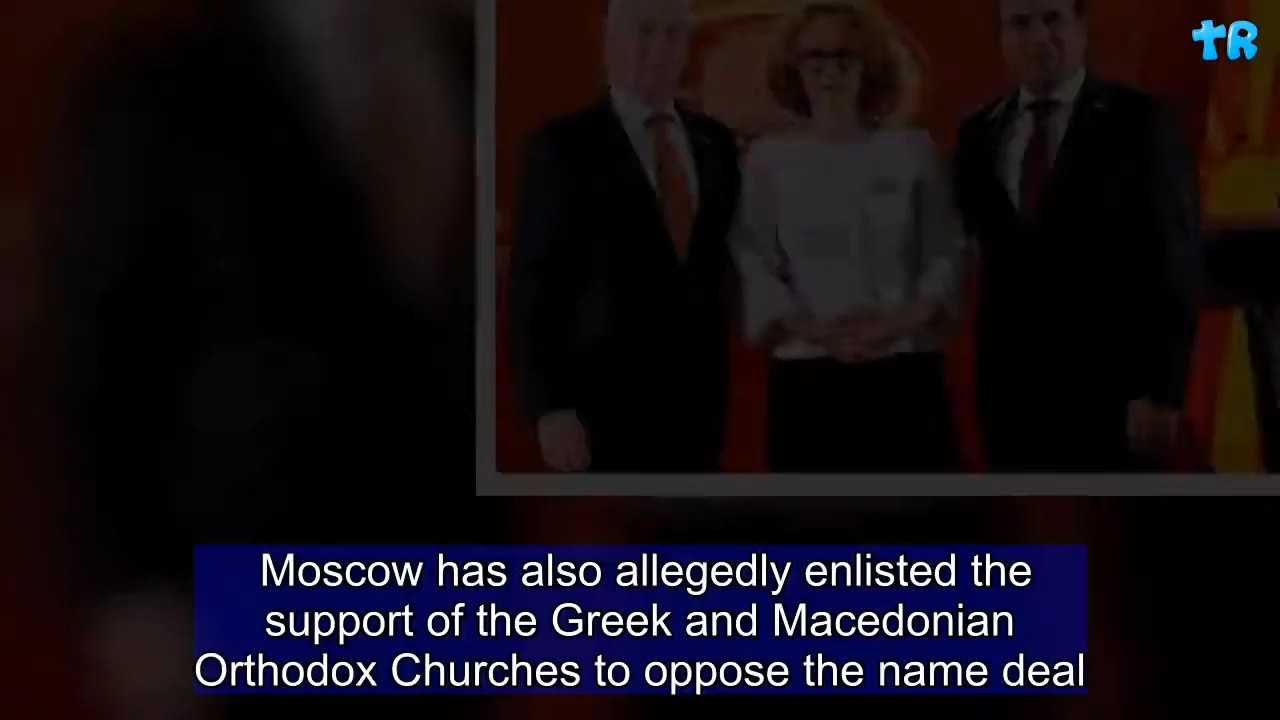 TR
Moscow has also allegedly enlisted the
support of the Greek and Macedonian
Orthodox Churches to oppose the name deal